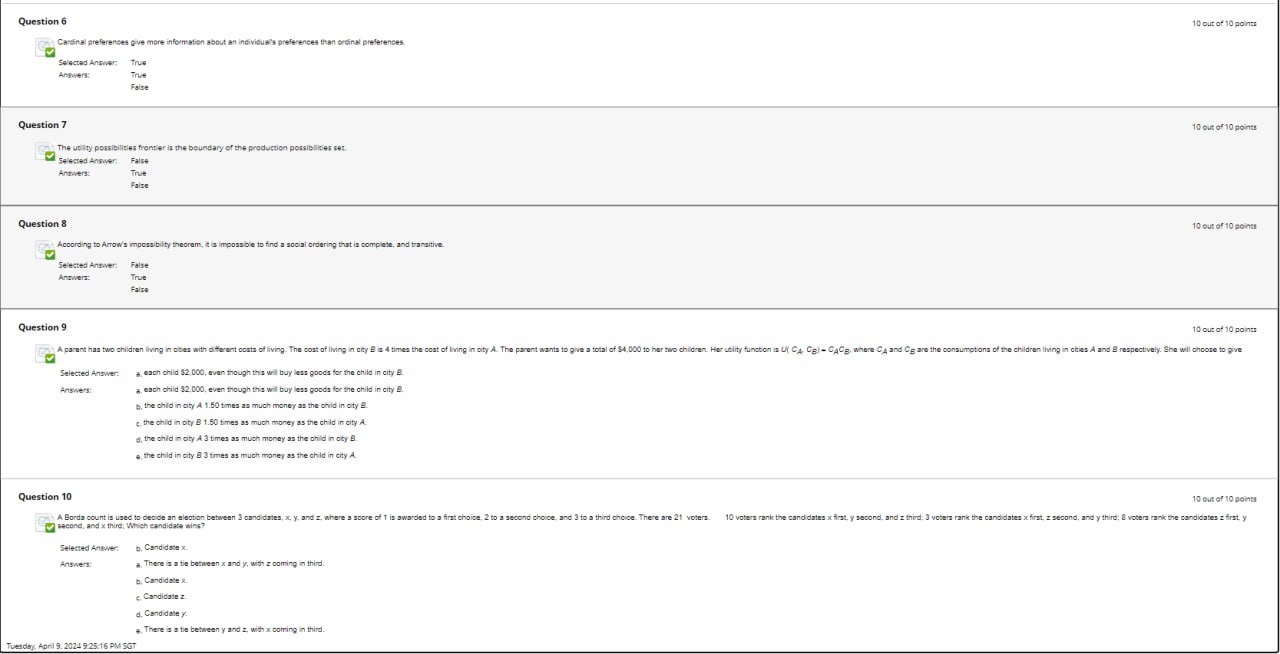 Question 6
10 out of 10 points
Cardinal preferences give more information about an individual's preferences than ordinal preferences.
Selected Answer: True
Answers: True
False
Question 7
10 out of 10 points
The utility possibilities frontier is the boundary of the production possibilities set.
Selected Answer: False
Answers: True
False
Question 8
10 out of 10 points
According to Arrow's impossibility theorem, it is impossible to find a social ordering that is complete, and transitive.
Selected Answer: False
Answers: True
False
Question 9
10 out of 10 points
A parent has two children living in cities with different costs of living. The cost of living in city B is 4 times the cost of living in city A. The parent wants to give a total of $4,000 to her two children. Her utility function is U( CA, CB) = CACB, where CA and CB are the consumptions of the children living in cities A and B respectively. She will choose to give
Selected Answer: a. each child $2,000, even though this will buy less goods for the child in city B.
Answers: a. each child $2,000, even though this will buy less goods for the child in city B.
b. the child in city A 1.50 times as much money as the child in city B.
c. the child in city B 1.50 times as much money as the child in city A.
d. the child in city A 3 times as much money as the child in city B.
e. the child in city B 3 times as much money as the child in city A.
Question 10
10 out of 10 points
A Borda count is used to decide an election between 3 candidates, x, y, and z, where a score of 1 is awarded to a first choice, 2 to a second choice, and 3 to a third choice. There are 21 voters. 10 voters rank the candidates x first, y second, and z third; 3 voters rank the candidates x first, z second, and y third; 8 voters rank the candidates z first, y
second, and x third; Which candidate wins?
Selected Answer: b. Candidate x.
Answers: a. There is a tie between x and y, with z coming in third.
b. Candidate x.
c. Candidate z.
d. Candidate y.
e. There is a tie between y and z, with x coming in third.
Tuesday, April 9, 2024 9:25:16 PM SGT